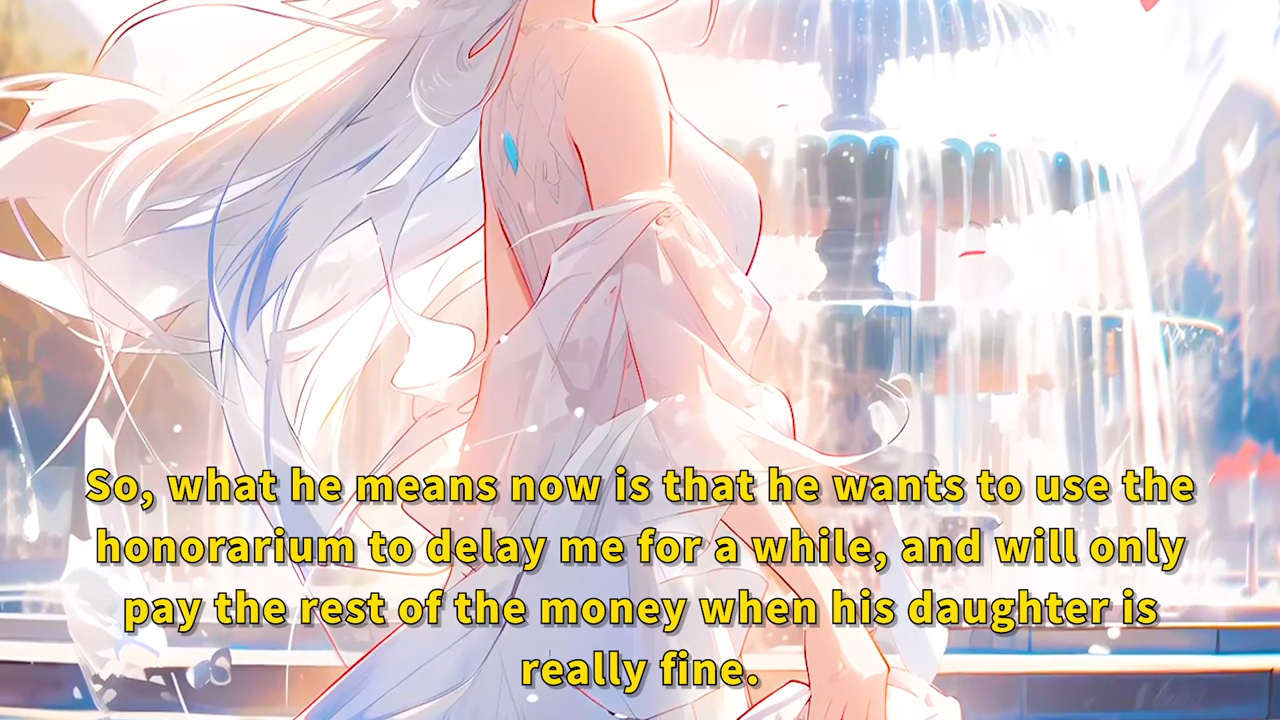 So, what he means now is that he wants to use the
honorarium to delay me for a while, and will only
pay the rest of the money when his daughter is
really fine.